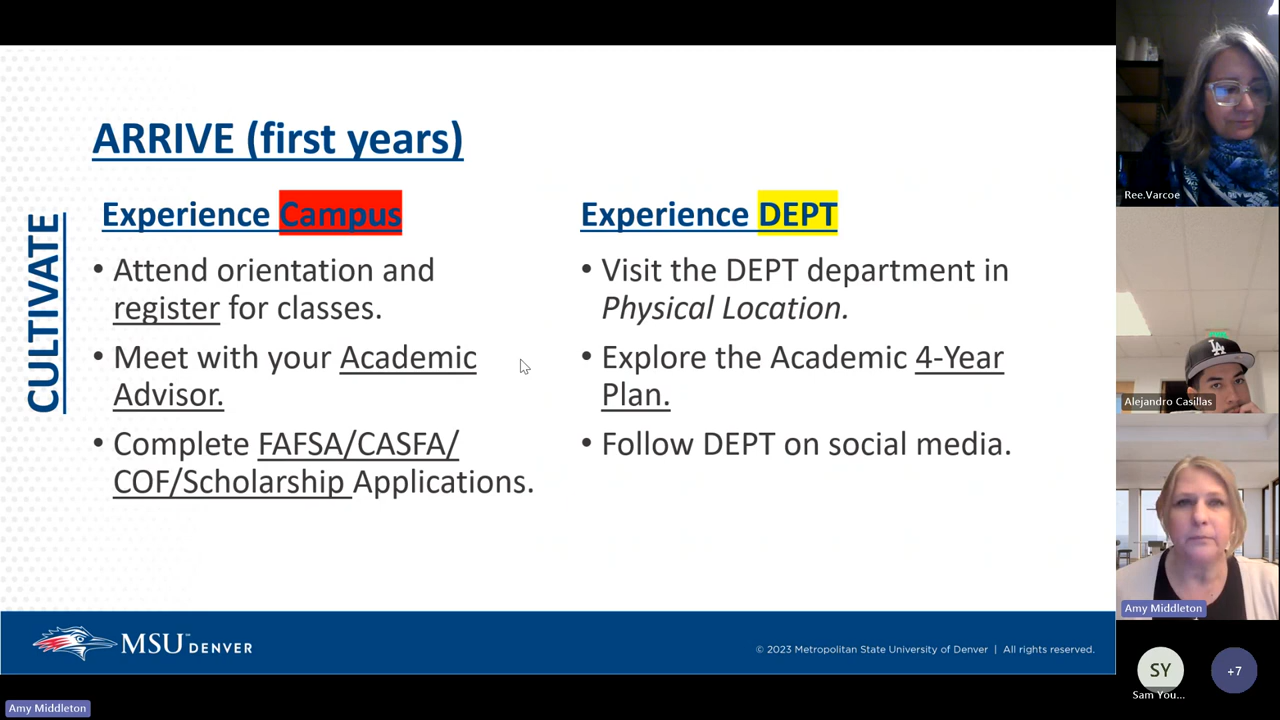 ARRIVE (first years)
CULTIVATE
Experience Campus
• Attend orientation and
register for classes.
• Meet with your Academic
Advisor.
• Complete FAFSA/CASFA/
COF/Scholarship Applications.
Experience DEPT
• Visit the DEPT department in
Physical Location.
• Explore the Academic 4-Year
Plan.
• Follow DEPT on social media.
MSU DENVER
© 2023 Metropolitan State University of Denver | All rights reserved.
Amy Middleton
Ree.Varcoe
LA
Alejandro Casillas
Amy Middleton
SY
Sam You...
+7